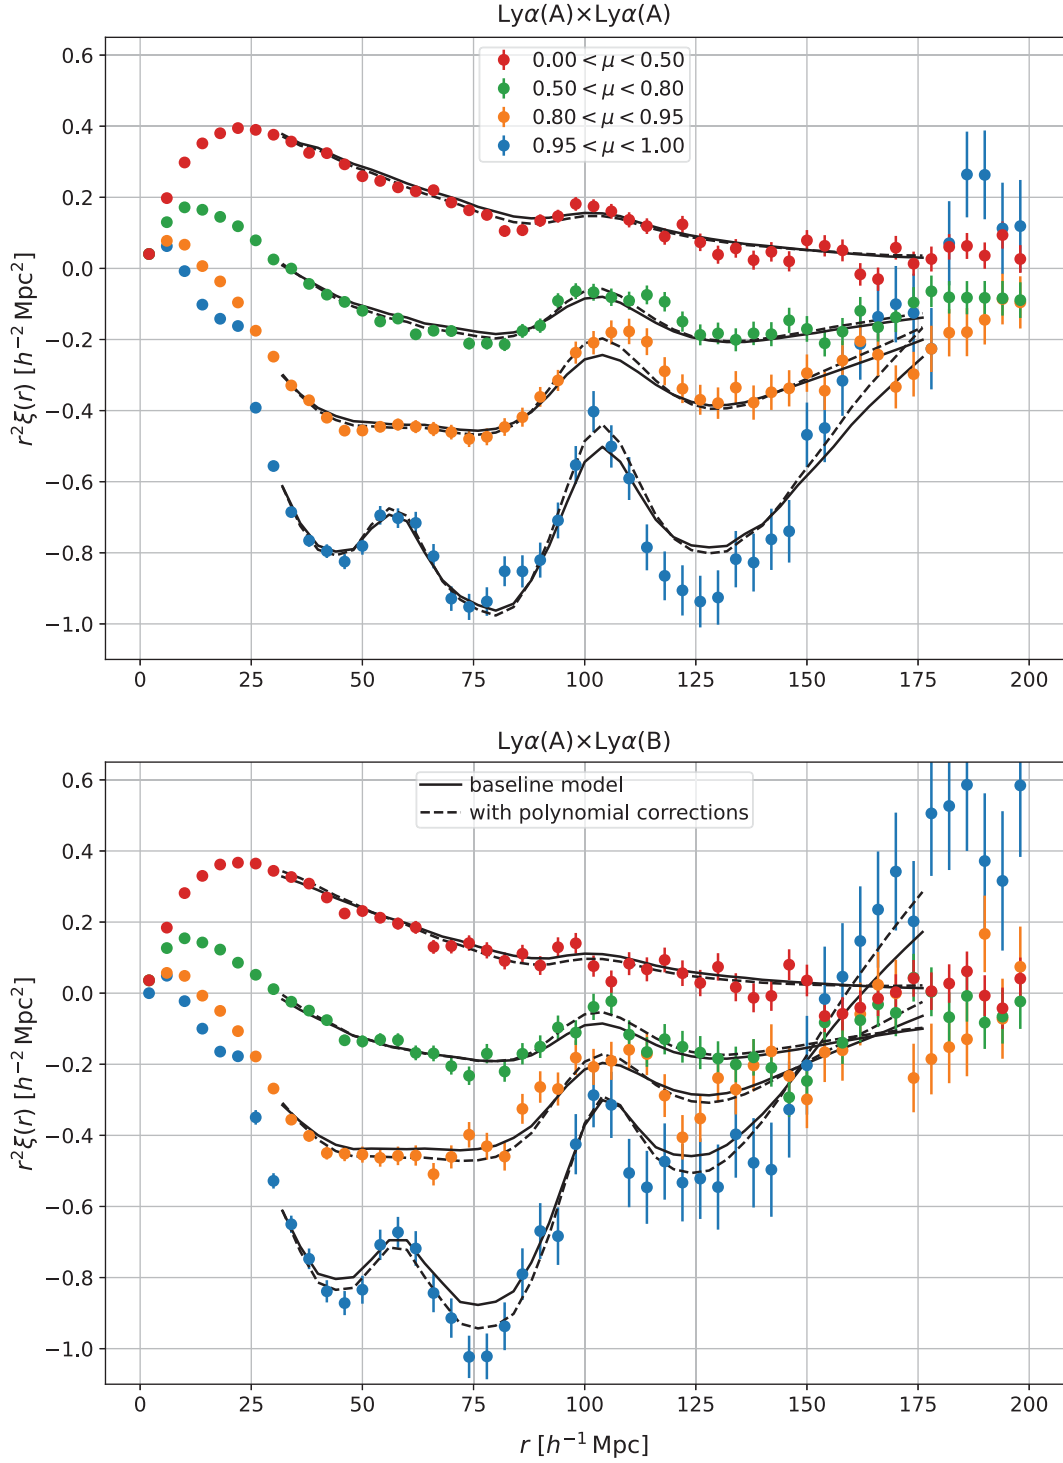 Lyα(A)×Lyα(A)
0.6
0.4
0.2
0.0
−0.2
−0.4
−0.6
−0.8
−1.0
r²ξ(r) [h⁻² Mpc²]
0.00 < μ < 0.50
0.50 < μ < 0.80
0.80 < μ < 0.95
0.95 < μ < 1.00
0 25 50 75 100 125 150 175 200
Lyα(A)×Lyα(B)
0.6
0.4
0.2
0.0
−0.2
−0.4
−0.6
−0.8
−1.0
r²ξ(r) [h⁻² Mpc²]
baseline model
with polynomial corrections
0 25 50 75 100 125 150 175 200
r [h⁻¹ Mpc]